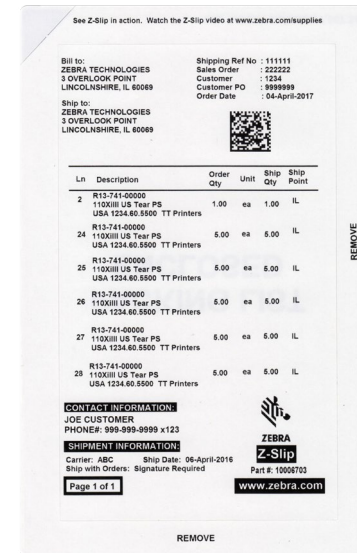 See Z-Slip in action. Watch the Z-Slip video at www.zebra.com/supplies
Bill to:
ZEBRA TECHNOLOGIES
3 OVERLOOK POINT
LINCOLNSHIRE, IL 60069
Ship to:
ZEBRA TECHNOLOGIES
3 OVERLOOK POINT
LINCOLNSHIRE, IL 60069
Shipping Ref No : 111111
Sales Order : 222222
Customer : 1234
Customer PO : 9999999
Order Date : 04-April-2017
Ln Description Order Qty Unit Ship Qty Ship Point
2 R13-741-00000 1.00 ea 1.00 IL
110Xillll US Tear PS
USA 1234.60.5500 TT Printers
24 R13-741-00000 5.00 ea 5.00 IL
110Xillll US Tear PS
USA 1234.60.5500 TT Printers
25 R13-741-00000 5.00 ea 5.00 IL
110Xillll US Tear PS
USA 1234.60.5500 TT Printers
26 R13-741-00000 5.00 ea 5.00 IL
110Xillll US Tear PS
USA 1234.60.5500 TT Printers
27 R13-741-00000 5.00 ea 5.00 IL
110Xillll US Tear PS
USA 1234.60.5500 TT Printers
28 R13-741-00000 5.00 ea 5.00 IL
110Xillll US Tear PS
USA 1234.60.5500 TT Printers
CONTACT INFORMATION:
JOE CUSTOMER
PHONE#: 999-999-9999 x123
SHIPMENT INFORMATION:
Carrier: ABC Ship Date: 06-April-2016
Ship with Orders: Signature Required
Page 1 of 1
ZEBRA
Z-Slip
Part #: 10006703
www.zebra.com
REMOVE
REMOVE